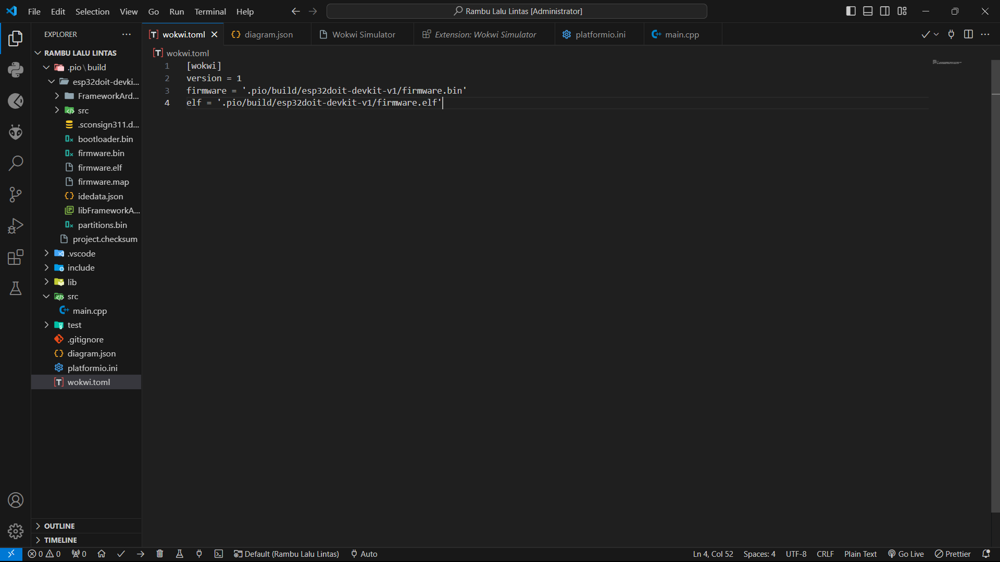 File Edit Selection View Go Run Terminal Help
Rambu Lalu Lintas [Administrator]
EXPLORER
wokwi.toml
diagram.json
Wokwi Simulator
Extension: Wokwi Simulator
platformio.ini
main.cpp
RAMBU LALU LINTAS
.pio\build
esp32doit-devki...
FrameworkArd...
src
.sconsign311.d...
bootloader.bin
firmware.bin
firmware.elf
firmware.map
idedata.json
libFrameworkA...
partitions.bin
project.checksum
.vscode
include
lib
src
main.cpp
test
.gitignore
diagram.json
platformio.ini
wokwi.toml
OUTLINE
TIMELINE
wokwi.toml
1 [wokwi]
2 version = 1
3 firmware = '.pio/build/esp32doit-devkit-v1/firmware.bin'
4 elf = '.pio/build/esp32doit-devkit-v1/firmware.elf'
0 0 0 Default (Rambu Lalu Lintas) Auto Ln 4, Col 52 Spaces: 4 UTF-8 CRLF Plain Text Go Live Prettier